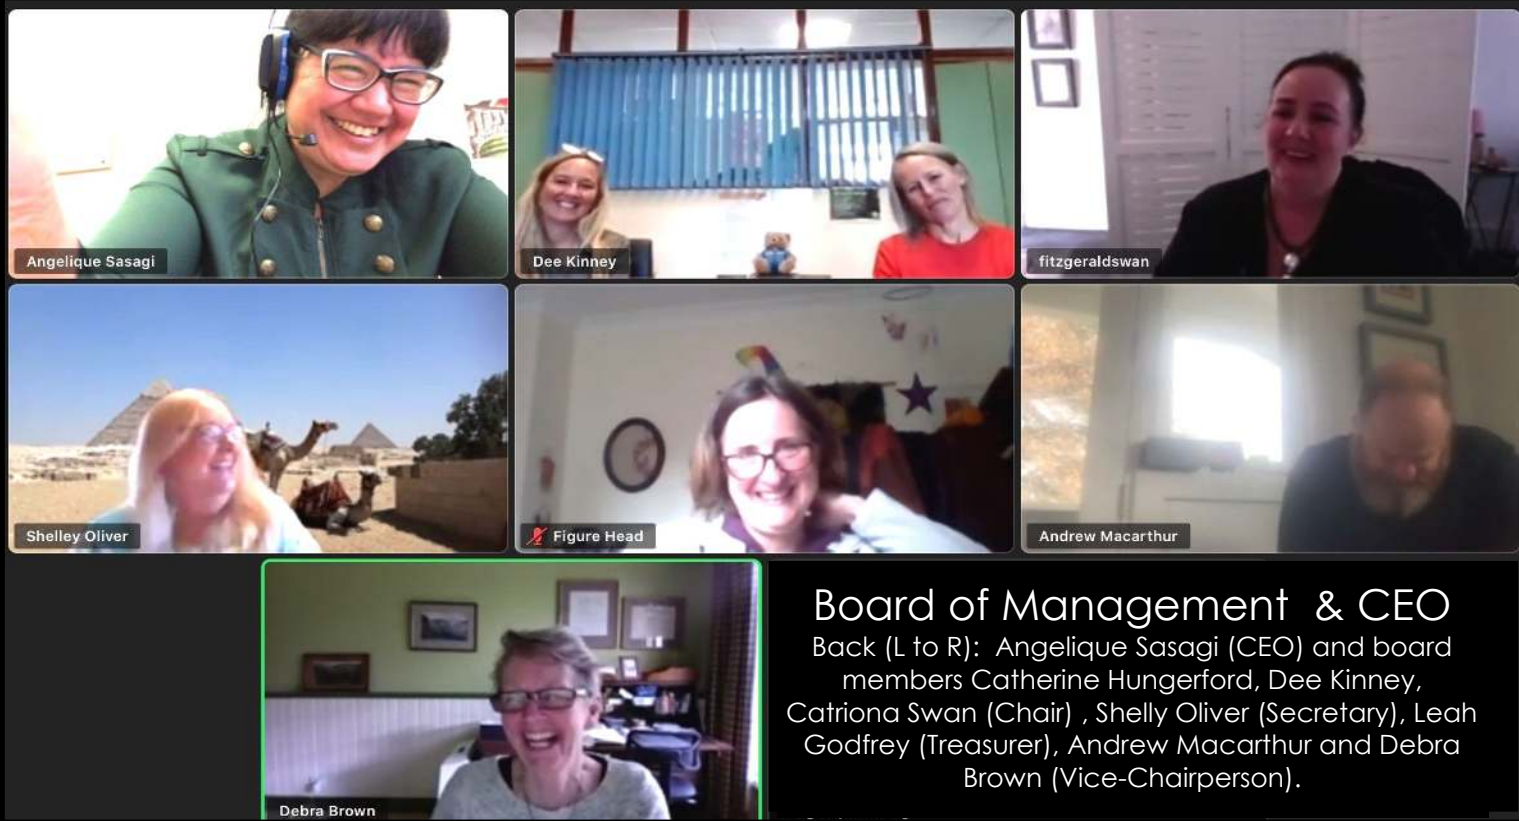 Angelique Sasagi
Dee Kinney
fitzgeraldswan
Shelley Oliver
Figure Head
Andrew Macarthur
Debra Brown
Board of Management & CEO
Back (L to R): Angelique Sasagi (CEO) and board
members Catherine Hungerford, Dee Kinney,
Catriona Swan (Chair) , Shelly Oliver (Secretary), Leah
Godfrey (Treasurer), Andrew Macarthur and Debra
Brown (Vice-Chairperson).